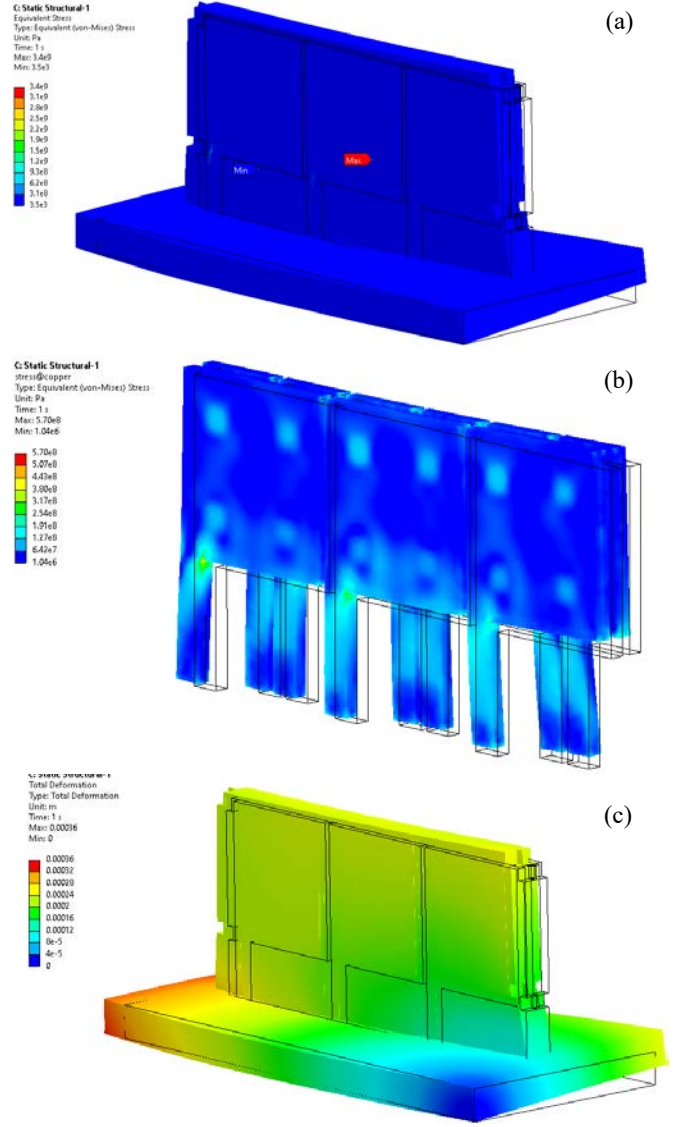 C: Static Structural-1
Equivalent Stress
Type: Equivalent (von-Mises) Stress
Unit: Pa
Time: 1 s
Max: 3.4e9
Min: 3.5e3
(a)
3.4e9
3.1e9
2.8e9
2.5e9
2.2e9
1.9e9
1.5e9
1.2e9
9.3e8
6.2e8
3.1e8
3.5e3
Max
Min
C: Static Structural-1
stress@copper
Type: Equivalent (von-Mises) Stress
Unit: Pa
Time: 1 s
Max: 5.70e8
Min: 1.04e6
(b)
5.70e8
5.07e8
4.43e8
3.80e8
3.17e8
2.54e8
1.91e8
1.27e8
6.42e7
1.04e6
C: Static Structural-1
Total Deformation
Type: Total Deformation
Unit: m
Time: 1 s
Max: 0.00036
Min: 0
(c)
0.00036
0.00032
0.00028
0.00024
0.0002
0.00016
0.00012
8e-5
4e-5
0